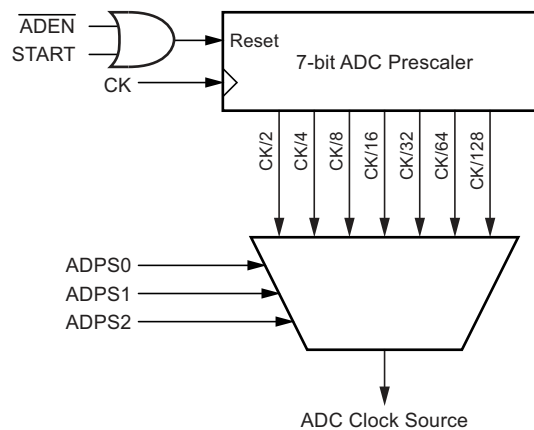 ADEN
START
Reset
7-bit ADC Prescaler
CK
CK/2
CK/4
CK/8
CK/16
CK/32
CK/64
CK/128
ADPS0
ADPS1
ADPS2
ADC Clock Source